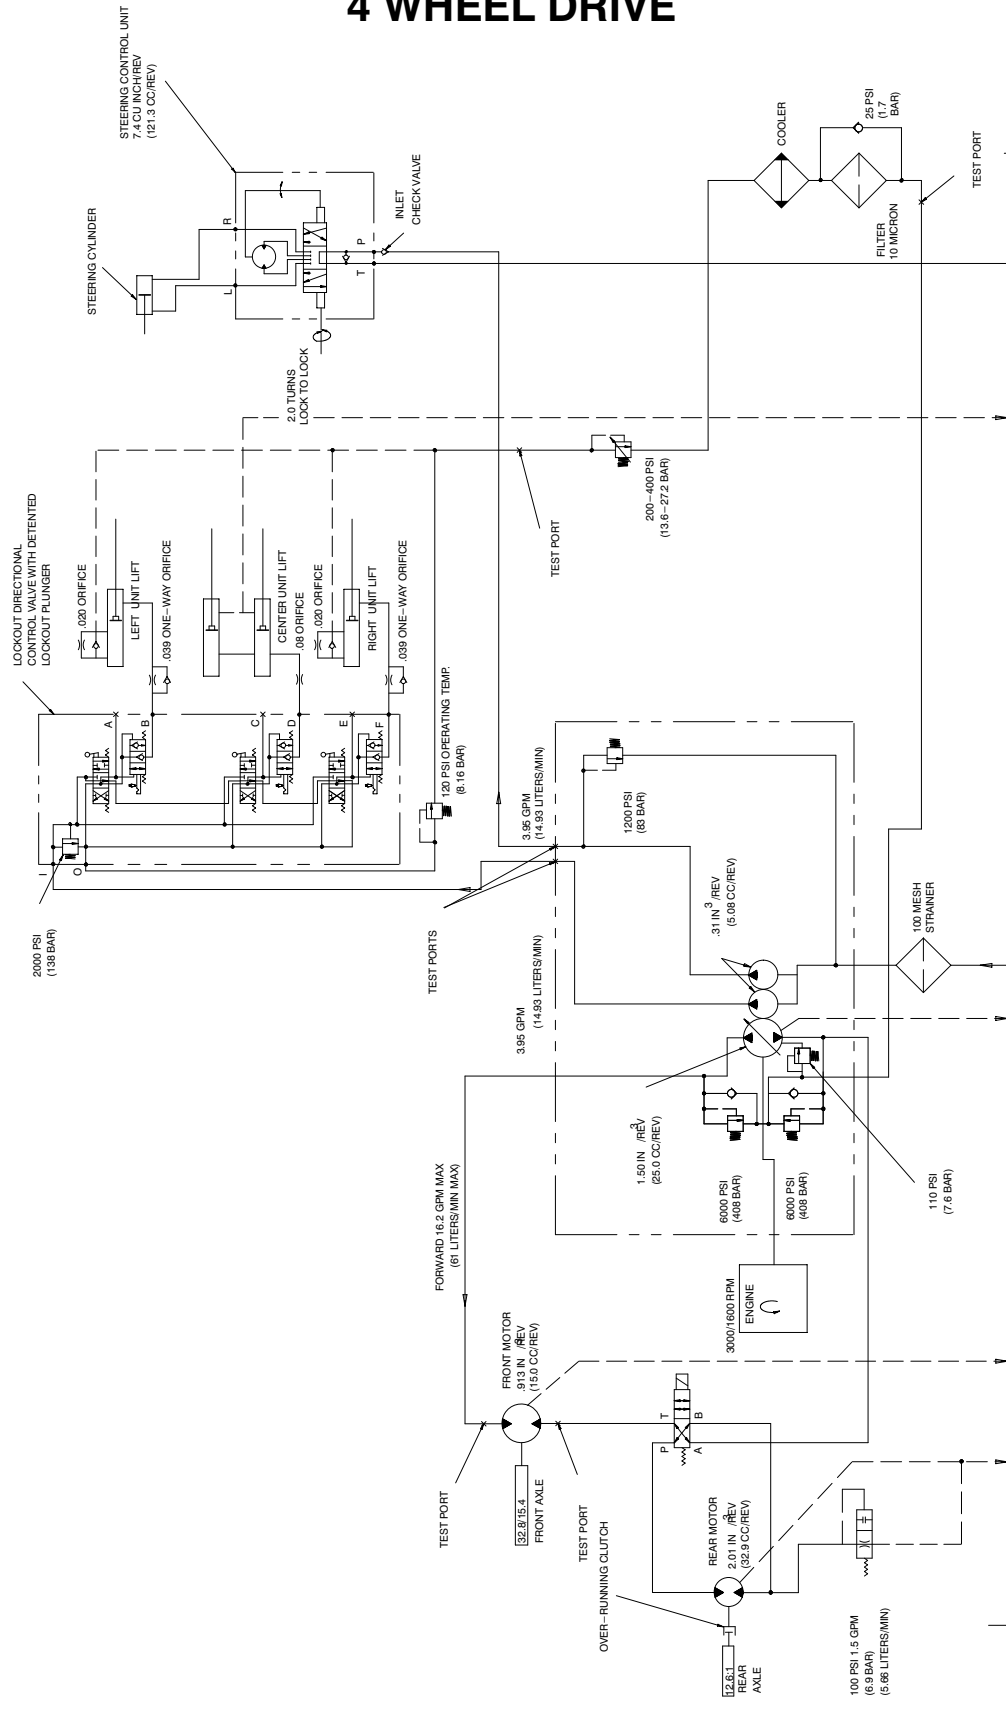 4 WHEEL DRIVE
STEERING CONTROL UNIT
7.4 CU INCH/REV
(121.3 CC/REV)
STEERING CYLINDER
L
R
T
P
INLET
CHECK VALVE
2.0 TURNS
LOCK TO LOCK
COOLER
25 PSI
(1.7
BAR)
FILTER
10 MICRON
TEST PORT
LOCKOUT DIRECTIONAL
CONTROL VALVE WITH DETENTED
LOCKOUT PLUNGER
.020 ORIFICE
LEFT UNIT LIFT
.039 ONE-WAY ORIFICE
CENTER UNIT LIFT
.08 ORIFICE
.020 ORIFICE
RIGHT UNIT LIFT
.039 ONE-WAY ORIFICE
A
B
C
D
E
F
I
O
2000 PSI
(138 BAR)
120 PSI OPERATING TEMP.
(8.16 BAR)
TEST PORT
200-400 PSI
(13.6-27.2 BAR)
TEST PORTS
3.95 GPM
(14.93 LITERS/MIN)
3.95 GPM
(14.93 LITERS/MIN)
1200 PSI
(83 BAR)
.31 IN 3 /REV
(5.08 CC/REV)
100 MESH
STRAINER
1.50 IN 3 /REV
(25.0 CC/REV)
6000 PSI
(408 BAR)
6000 PSI
(408 BAR)
110 PSI
(7.6 BAR)
FORWARD 16.2 GPM MAX
(61 LITERS/MIN MAX)
3000/1600 RPM
ENGINE
FRONT MOTOR
.913 IN 3 /REV
(15.0 CC/REV)
TEST PORT
32.8/15.4
FRONT AXLE
TEST PORT
P
T
A
B
OVER-RUNNING CLUTCH
REAR MOTOR
2.01 IN 3 /REV
(32.9 CC/REV)
12.6:1
REAR
AXLE
100 PSI 1.5 GPM
(6.9 BAR)
(5.66 LITERS/MIN)